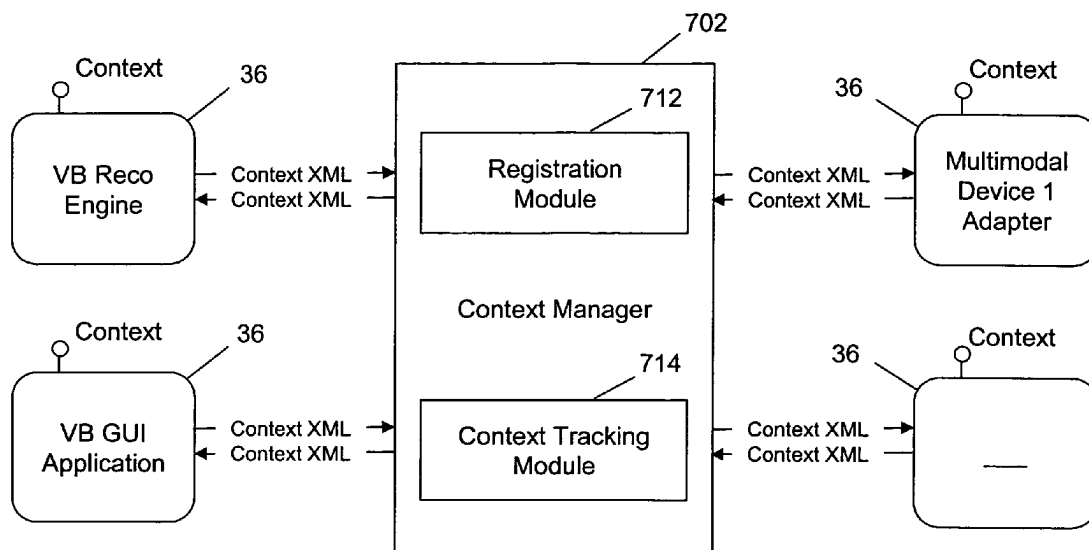 702
Context
36
VB Reco
Engine
Context XML
Context XML
712
Registration
Module
Context XML
Context XML
Context
36
Multimodal
Device 1
Adapter
Context Manager
Context
36
VB GUI
Application
Context XML
Context XML
714
Context Tracking
Module
Context XML
Context XML
Context
36